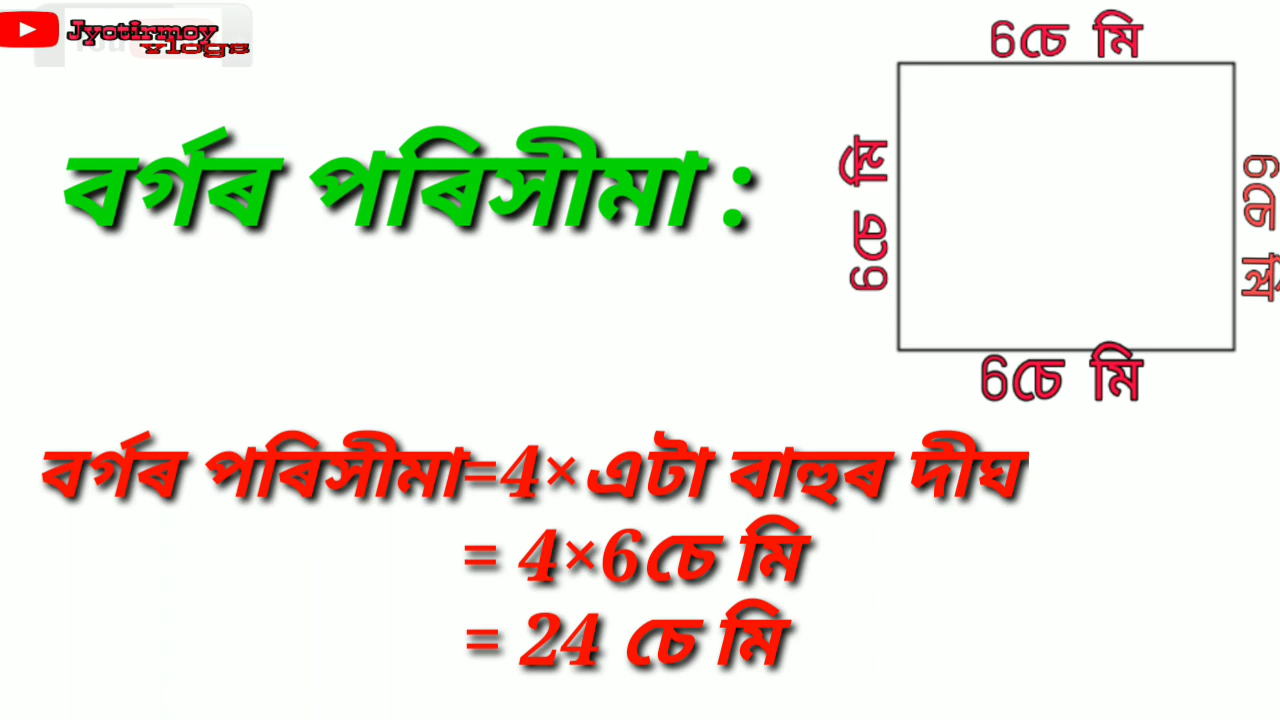 Jyotirmoy
vlogs
6চে মি
বৰ্গৰ পৰিসীমা :
6চে মি
6চে মি
6চে মি
বৰ্গৰ পৰিসীমা=4×এটা বাহুৰ দীঘ
= 4×6চে মি
= 24 চে মি